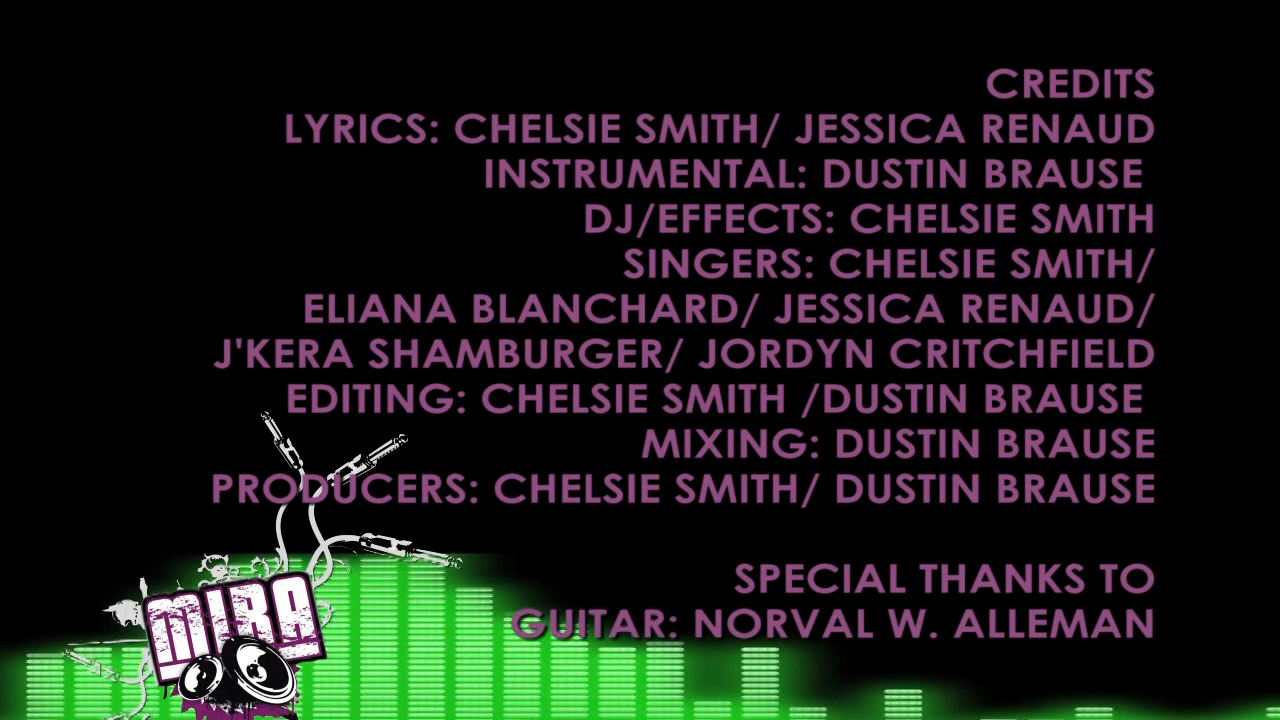 CREDITS
LYRICS: CHELSIE SMITH/ JESSICA RENAUD
INSTRUMENTAL: DUSTIN BRAUSE
DJ/EFFECTS: CHELSIE SMITH
SINGERS: CHELSIE SMITH/
ELIANA BLANCHARD/ JESSICA RENAUD/
J'KERA SHAMBURGER/ JORDYN CRITCHFIELD
EDITING: CHELSIE SMITH /DUSTIN BRAUSE
MIXING: DUSTIN BRAUSE
PRODUCERS: CHELSIE SMITH/ DUSTIN BRAUSE
SPECIAL THANKS TO
GUITAR: NORVAL W. ALLEMAN
MIRA